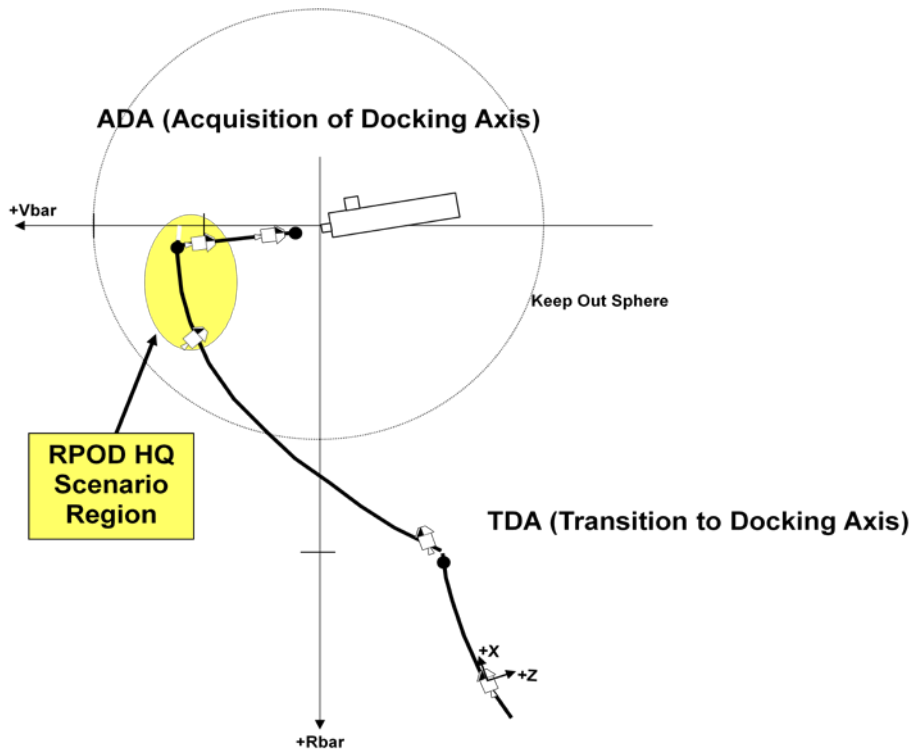 ADA (Acquisition of Docking Axis)
+Vbar
Keep Out Sphere
RPOD HQ
Scenario
Region
TDA (Transition to Docking Axis)
+X
+Z
+Rbar